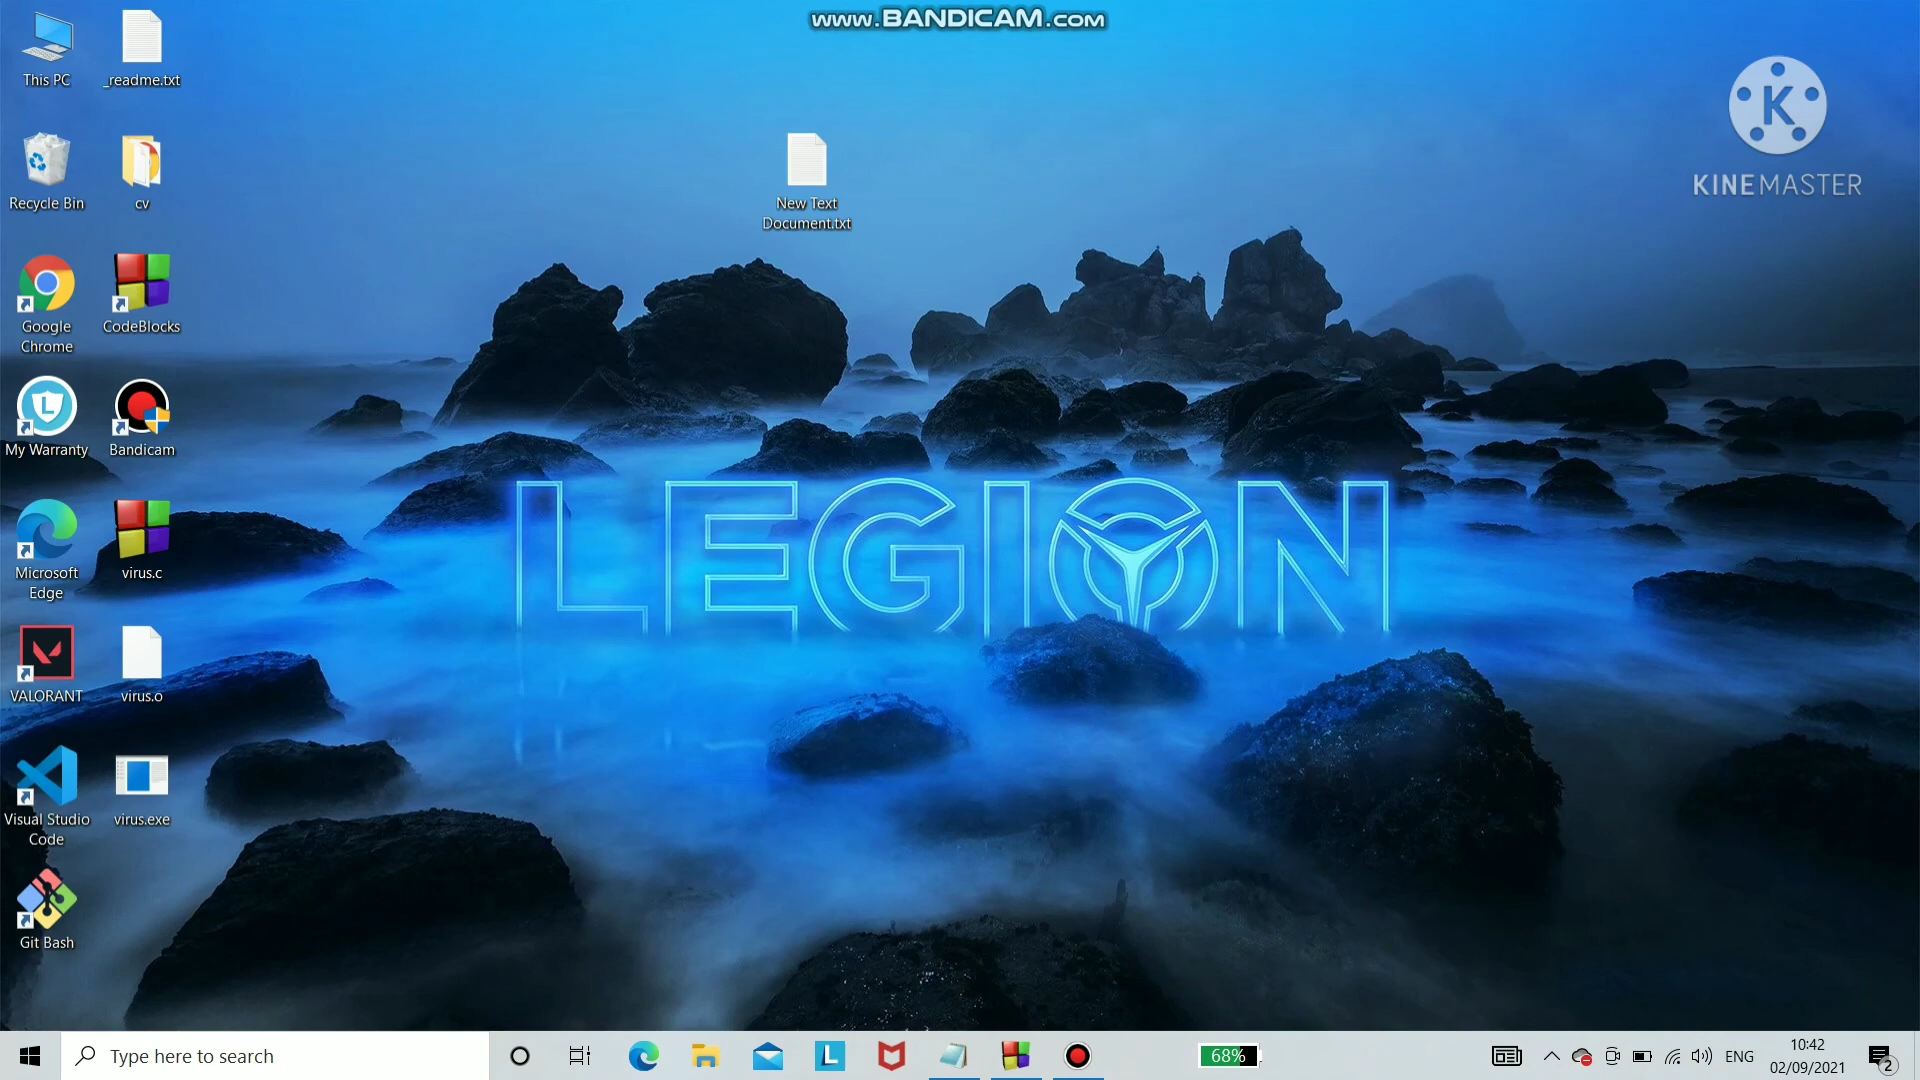 www.BANDICAM.com
This PC
_readme.txt
K
KINEMASTER
Recycle Bin
cv
New Text
Document.txt
Google
Chrome
CodeBlocks
L
My Warranty
Bandicam
LEGION
Microsoft
Edge
virus.c
VALORANT
virus.o
Visual Studio
Code
virus.exe
Git Bash
Type here to search
L
68%
ENG
10:42
02/09/2021
2